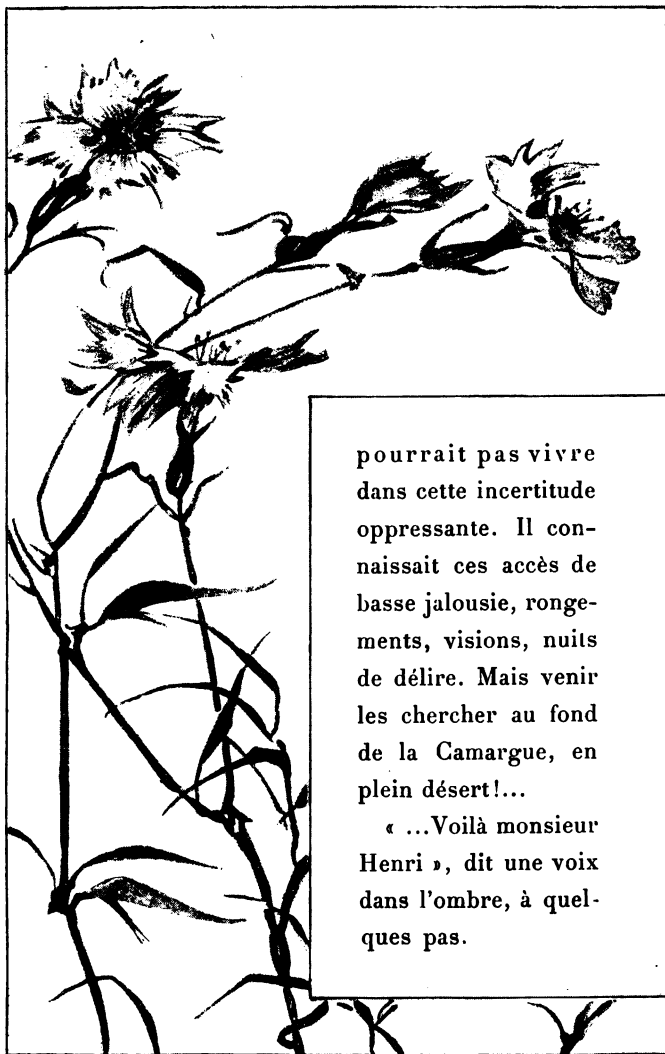 pourrait pas vivre
dans cette incertitude
oppressante. Il con-
naissait ces accès de
basse jalousie, ronge-
ments, visions, nuits
de délire. Mais venir
les chercher au fond
de la Camargue, en
plein désert!...
« ...Voilà monsieur
Henri », dit une voix
dans l'ombre, à quel-
ques pas.